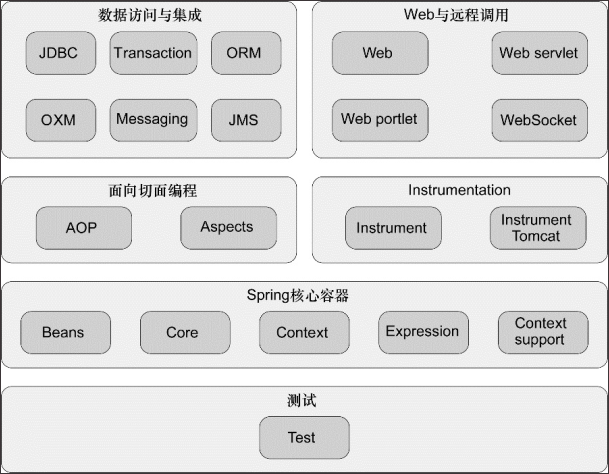 数据访问与集成
JDBC
Transaction
ORM
OXM
Messaging
JMS
Web与远程调用
Web
Web servlet
Web portlet
WebSocket
面向切面编程
AOP
Aspects
Instrumentation
Instrument
Instrument
Tomcat
Spring核心容器
Beans
Core
Context
Expression
Context
support
测试
Test